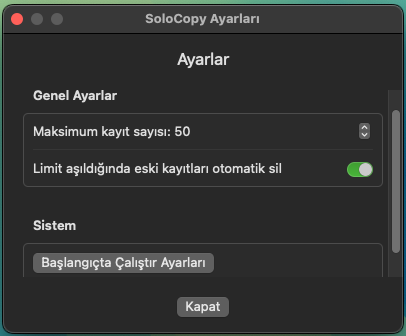 SoloCopy Ayarları
Ayarlar
Genel Ayarlar
Maksimum kayıt sayısı: 50
Limit aşıldığında eski kayıtları otomatik sil
Sistem
Başlangıçta Çalıştır Ayarları
Kapat